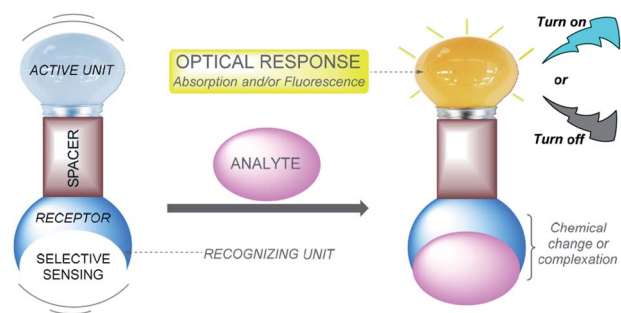 ACTIVE UNIT
SPACER
RECEPTOR
SELECTIVE
SENSING
OPTICAL RESPONSE
Absorption and/or Fluorescence
ANALYTE
RECOGNIZING UNIT
Turn on
or
Turn off
Chemical
change or
complexation